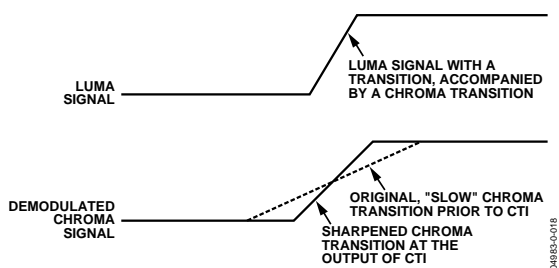 LUMA SIGNAL WITH A
TRANSITION, ACCOMPANIED
BY A CHROMA TRANSITION
LUMA
SIGNAL
ORIGINAL, "SLOW" CHROMA
TRANSITION PRIOR TO CTI
DEMODULATED
CHROMA
SIGNAL
SHARPENED CHROMA
TRANSITION AT THE
OUTPUT OF CTI
04983-0-018